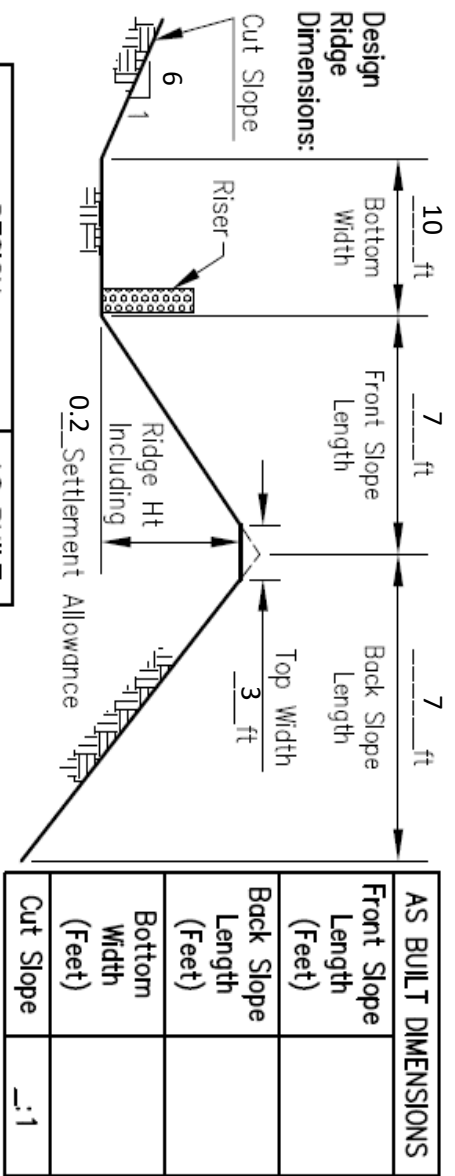 Design
Ridge
Dimensions:
10 ft
Bottom
Width
7 ft
Front Slope
Length
7 ft
Back Slope
Length
Cut Slope
6
1
Riser
Ridge Ht
Including
0.2 Settlement Allowance
Top Width
3 ft
AS BUILT DIMENSIONS
Front Slope
Length
(Feet)
Back Slope
Length
(Feet)
Bottom
Width
(Feet)
Cut Slope
_:1